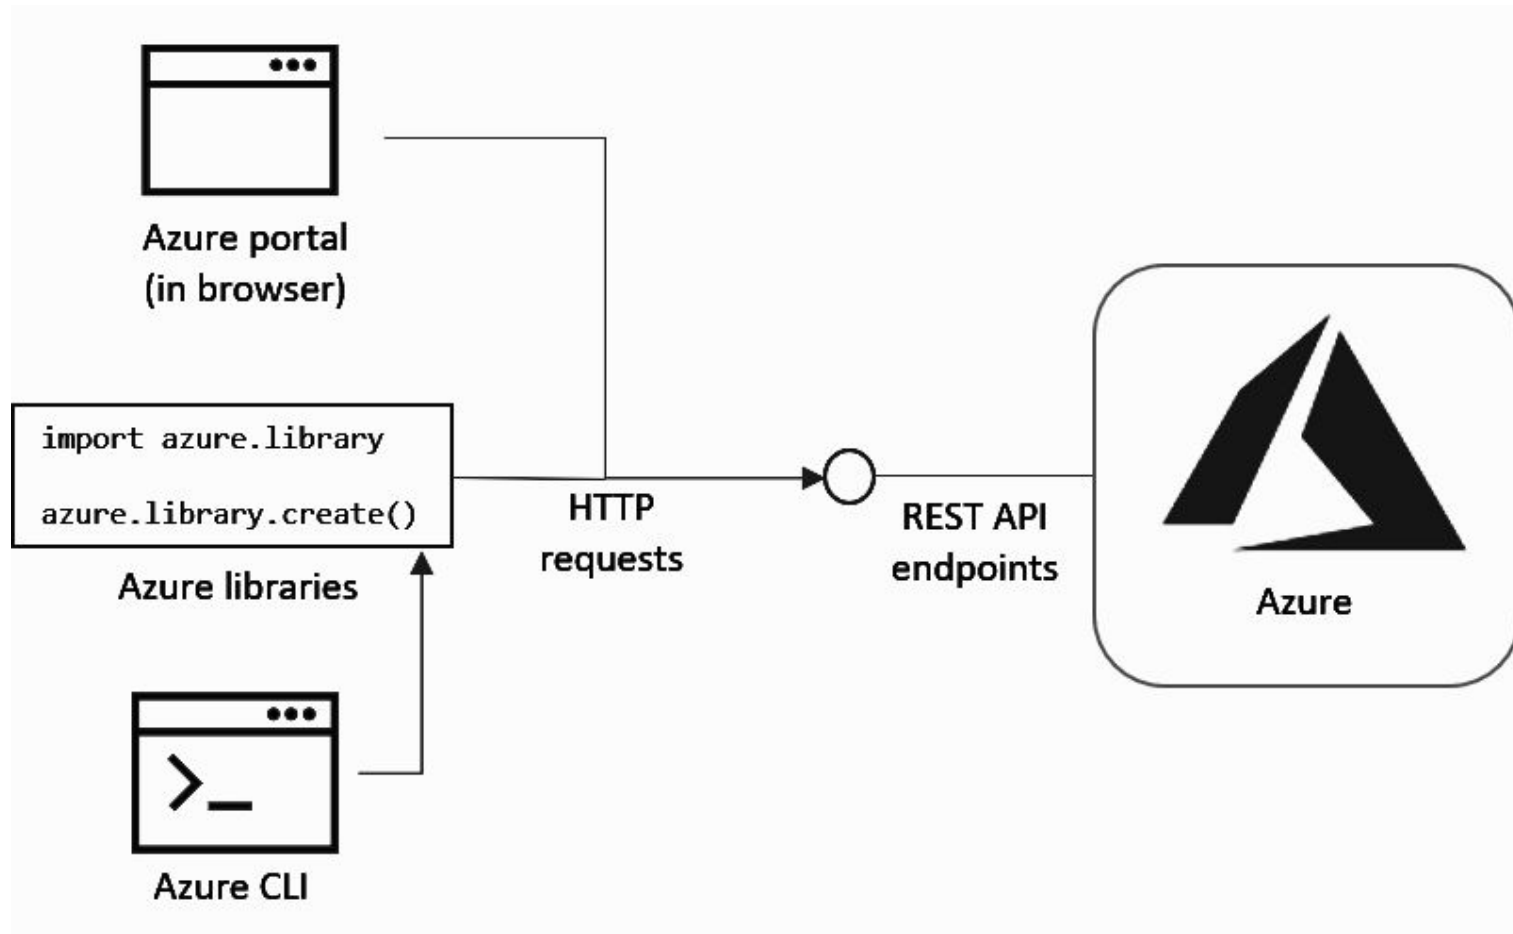 Azure portal
(in browser)
import azure.library
azure.library.create()
Azure libraries
HTTP
requests
REST API
endpoints
Azure
>_
Azure CLI